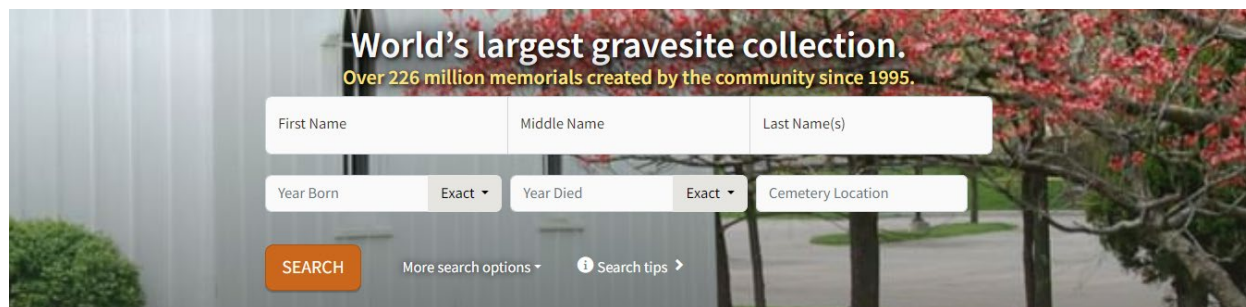 World's largest gravesite collection.
Over 226 million memorials created by the community since 1995.
First Name Middle Name Last Name(s)
Year Born Exact Year Died Exact Cemetery Location
SEARCH More search options Search tips